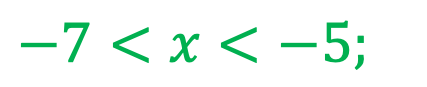 −7 < x < −5;